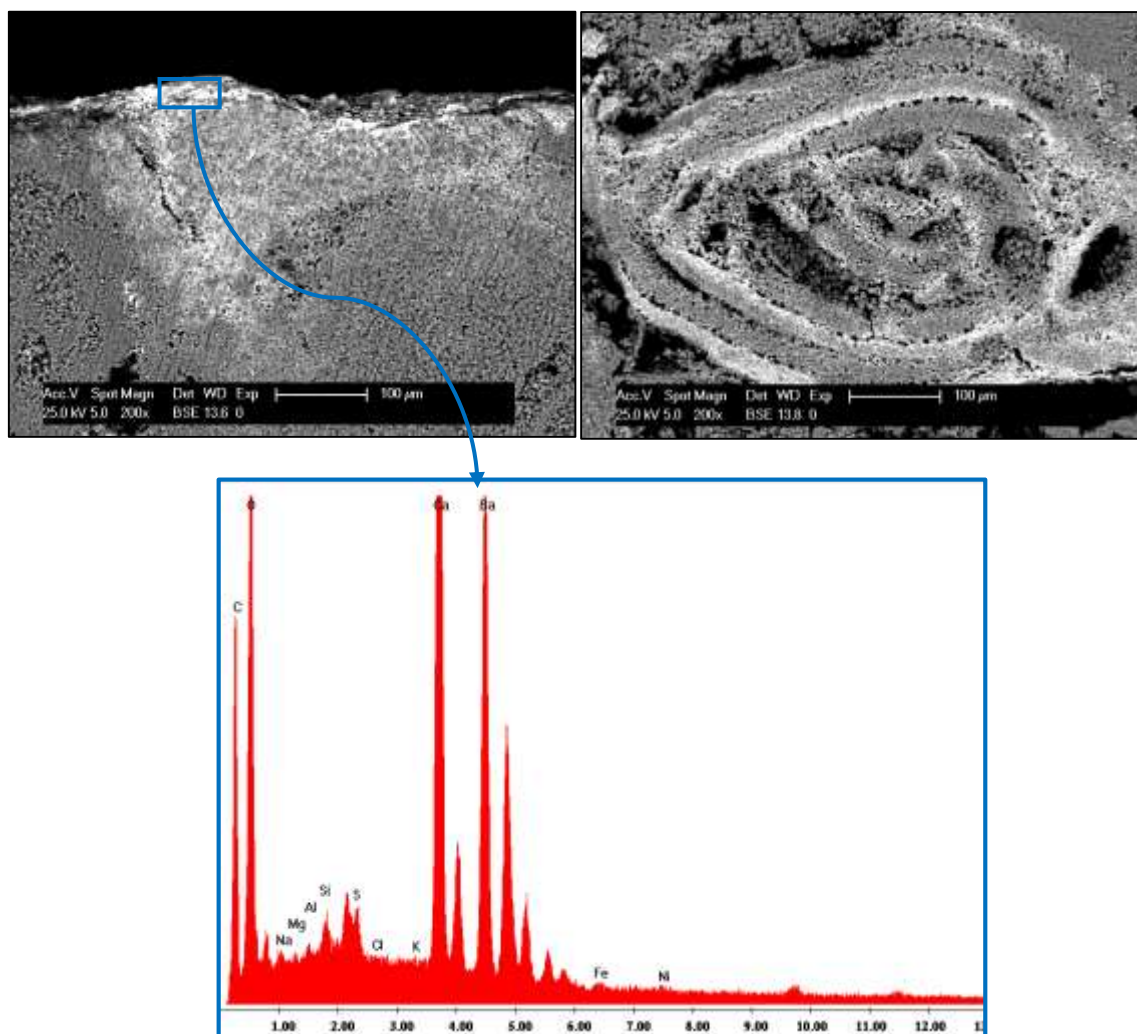 Acc.V Spot Magn Det WD Exp 100 µm
25.0 kV 5.0 200x BSE 13.6 0
Acc.V Spot Magn Det WD Exp 100 µm
25.0 kV 5.0 200x BSE 13.8 0
O Ca Ba
C
Si S
Al
Mg
Na Cl K
Fe Ni
1.00 2.00 3.00 4.00 5.00 6.00 7.00 8.00 9.00 10.00 11.00 12.00